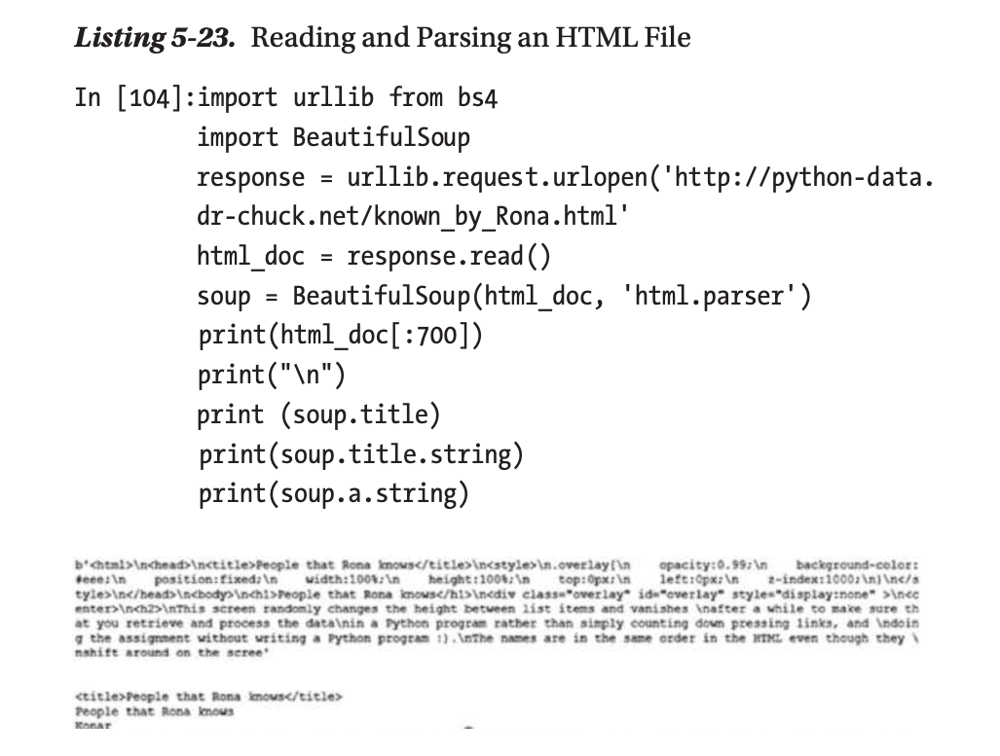 Listing 5-23. Reading and Parsing an HTML File
In [104]:import urllib from bs4
import BeautifulSoup
response = urllib.request.urlopen('http://python-data.
dr-chuck.net/known_by_Rona.html'
html_doc = response.read()
soup = BeautifulSoup(html_doc, 'html.parser')
print(html_doc[:700])
print("\n")
print (soup.title)
print(soup.title.string)
print(soup.a.string)
b'<html>\n<head>\n<title>People that Rona knows</title>\n<style>\n.overlay{\n opacity:0.99;\n background-color:
#eee;\n position:fixed;\n width:100%;\n height:100%;\n top:0px;\n left:0px;\n z-index:1000;\n}\n</s
tyle>\n</head>\n<body>\n<h1>People that Rona knows</h1>\n<div class="overlay" id="overlay" style="display:none" >\n<c
enter>\n<h2>\nThis screen randomly changes the height between list items and vanishes \nafter a while to make sure th
at you retrieve and process the data\nin a Python program rather than simply counting down pressing links, and \ndoin
g the assignment without writing a Python program :).\nThe names are in the same order in the HTML even though they \
nshift around on the scree'
<title>People that Rona knows</title>
People that Rona knows
Konar